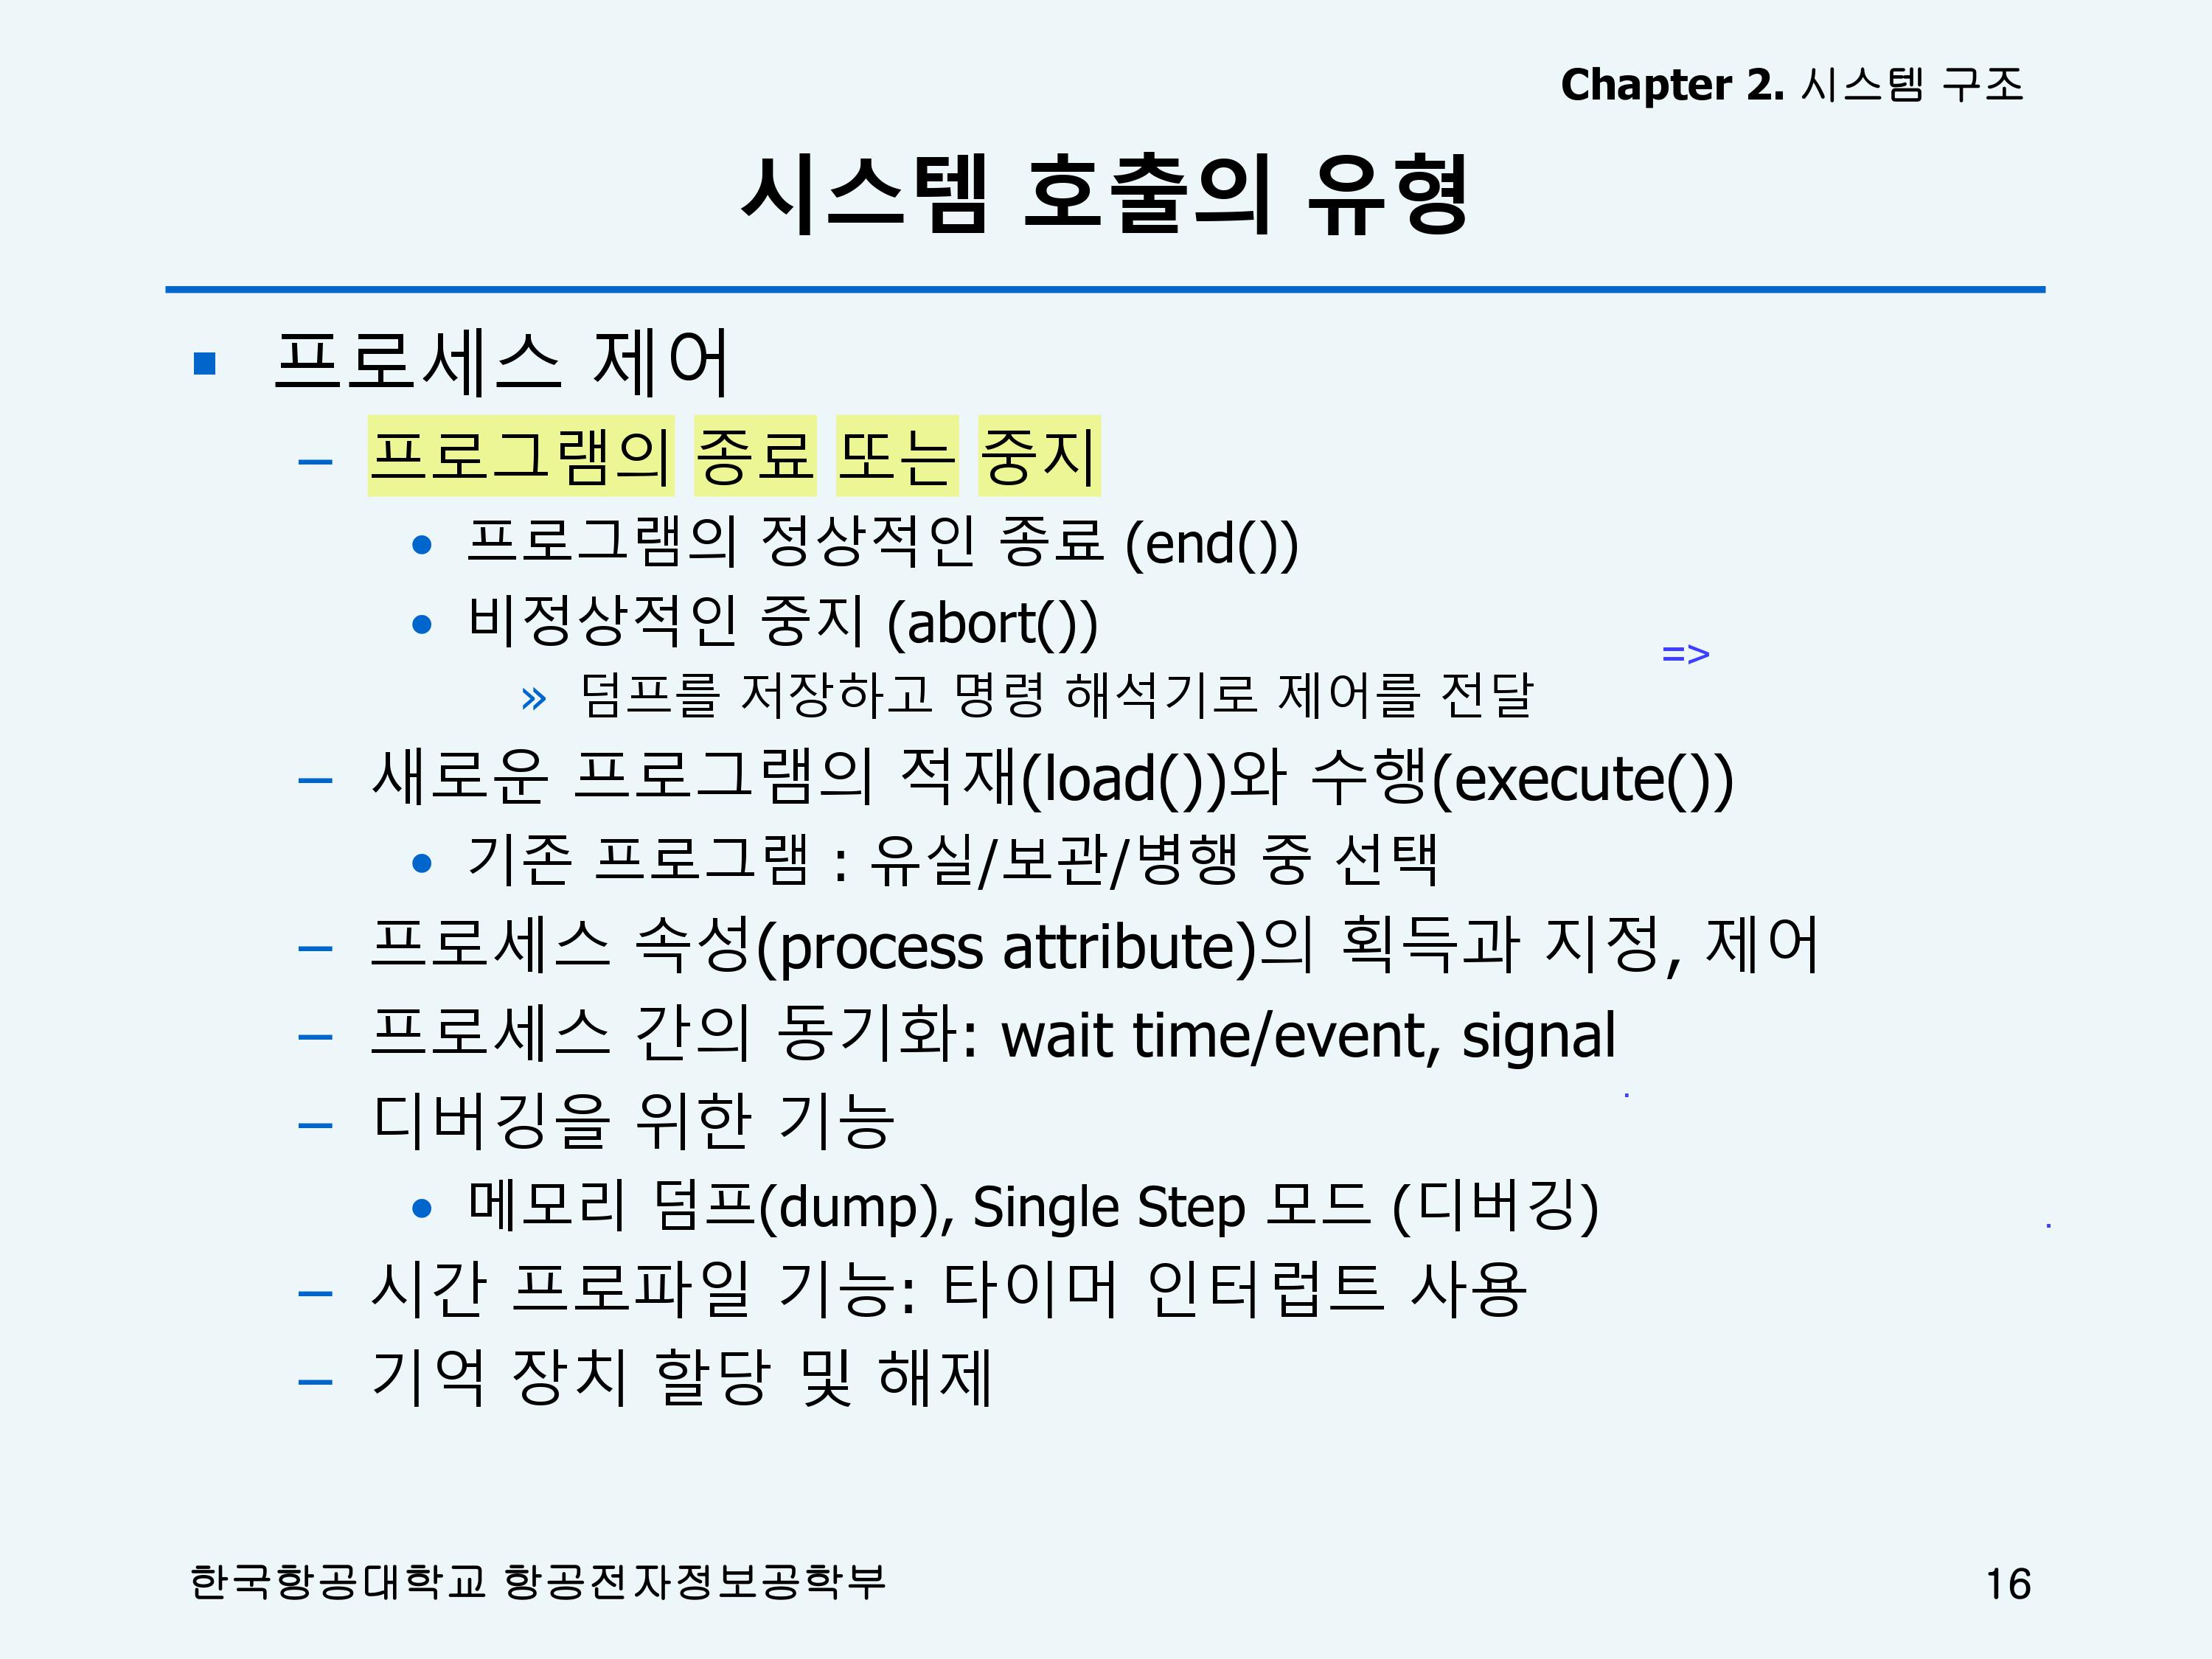 Chapter 2. 시스템 구조
시스템 호출의 유형
▪ 프로세스 제어
– 프로그램의 종료 또는 중지
• 프로그램의 정상적인 종료 (end())
• 비정상적인 중지 (abort())
=>
» 덤프를 저장하고 명령 해석기로 제어를 전달
– 새로운 프로그램의 적재(load())와 수행(execute())
• 기존 프로그램 : 유실/보관/병행 중 선택
– 프로세스 속성(process attribute)의 획득과 지정, 제어
– 프로세스 간의 동기화: wait time/event, signal
– 디버깅을 위한 기능
• 메모리 덤프(dump), Single Step 모드 (디버깅)
– 시간 프로파일 기능: 타이머 인터럽트 사용
– 기억 장치 할당 및 해제
한국항공대학교 항공전자정보공학부
16